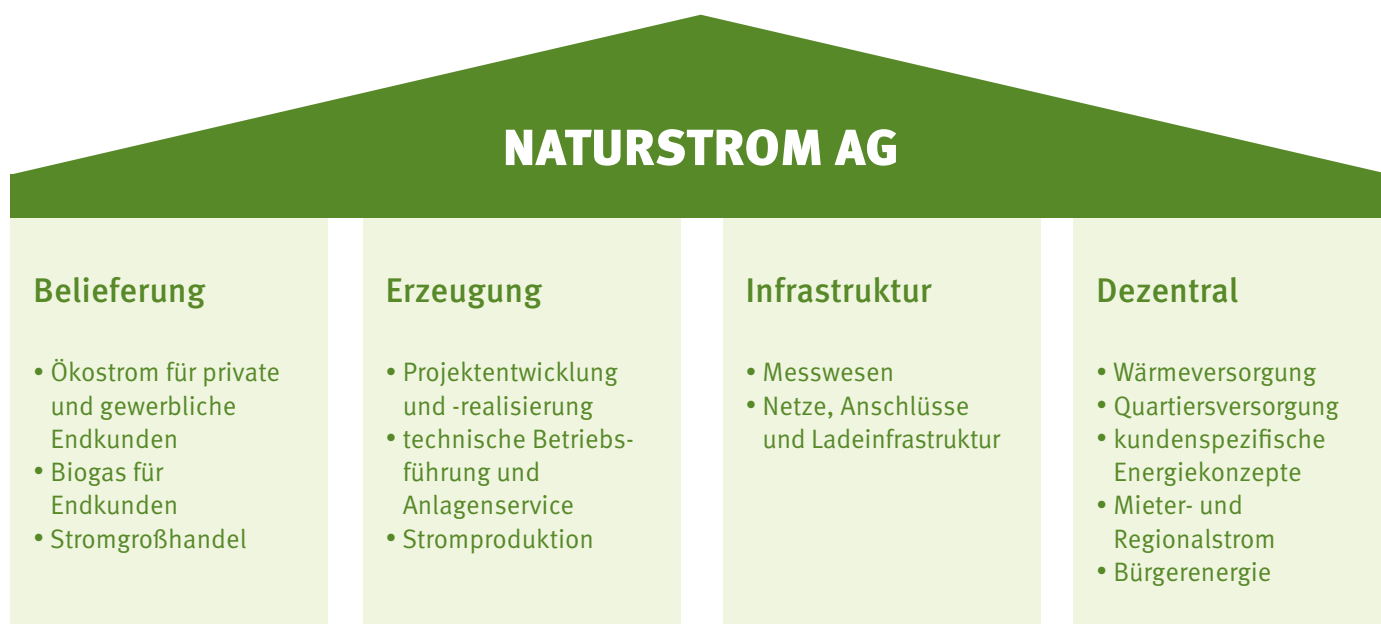 NATURSTROM AG
Belieferung
• Ökostrom für private
und gewerbliche
Endkunden
• Biogas für
Endkunden
• Stromgroßhandel
Erzeugung
• Projektentwicklung
und -realisierung
• technische Betriebs-
führung und
Anlagenservice
• Stromproduktion
Infrastruktur
• Messwesen
• Netze, Anschlüsse
und Ladeinfrastruktur
Dezentral
• Wärmeversorgung
• Quartiersversorgung
• kundenspezifische
Energiekonzepte
• Mieter- und
Regionalstrom
• Bürgerenergie